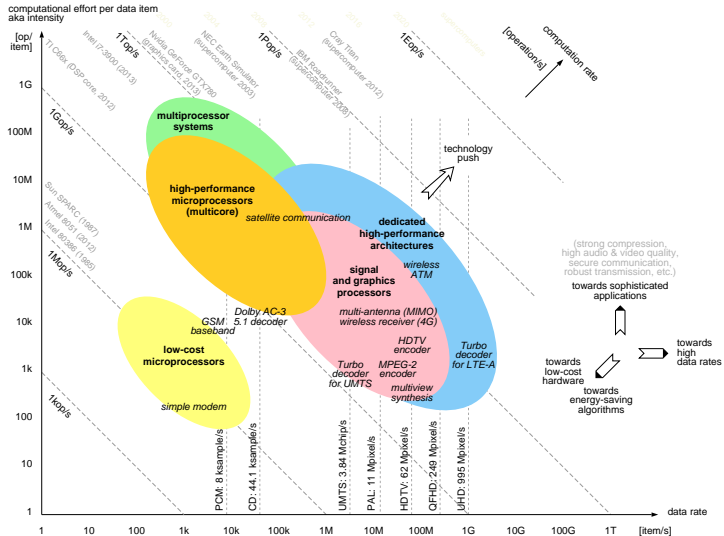 computational effort per data item
aka intensity
[op/
item]
1G
100M
10M
1M
100k
10k
1k
100
10
1
1
10
100
1k
10k
100k
1M
10M
100M
1G
10G
100G
1T
[item/s]
data rate
TI C66x (DSP core, 2012)
Intel i7-3900 (2013)
1Top/s
Nvidia GeForce GTX780
(graphics card, 2013)
NEC Earth Simulator
(supercomputer 2003)
1Pop/s
IBM Roadrunner
(supercomputer 2008)
Cray Titan
(supercomputer 2012)
1Eop/s
[operation/s]
computation rate
1Gop/s
Sun SPARC (1987)
Atmel 8051 (2012)
Intel 80386 (1985)
1Mop/s
1kop/s
multiprocessor
systems
high-performance
microprocessors
(multicore)
satellite communication
dedicated
high-performance
architectures
wireless
ATM
signal
and graphics
processors
multi-antenna (MIMO)
wireless receiver (4G)
HDTV
encoder
Turbo
decoder
for LTE-A
Turbo
decoder
for UMTS
MPEG-2
encoder
multiview
synthesis
Dolby AC-3
5.1 decoder
GSM
baseband
low-cost
microprocessors
simple modem
technology
push
(strong compression,
high audio & video quality,
secure communication,
robust transmission, etc.)
towards sophisticated
applications
towards
high
data rates
towards
low-cost
hardware
towards
energy-saving
algorithms
PCM: 8 ksample/s
CD: 44.1 ksample/s
UMTS: 3.84 Mchip/s
PAL: 11 Mpixel/s
HDTV: 62 Mpixel/s
QFHD: 249 Mpixel/s
UHD: 995 Mpixel/s